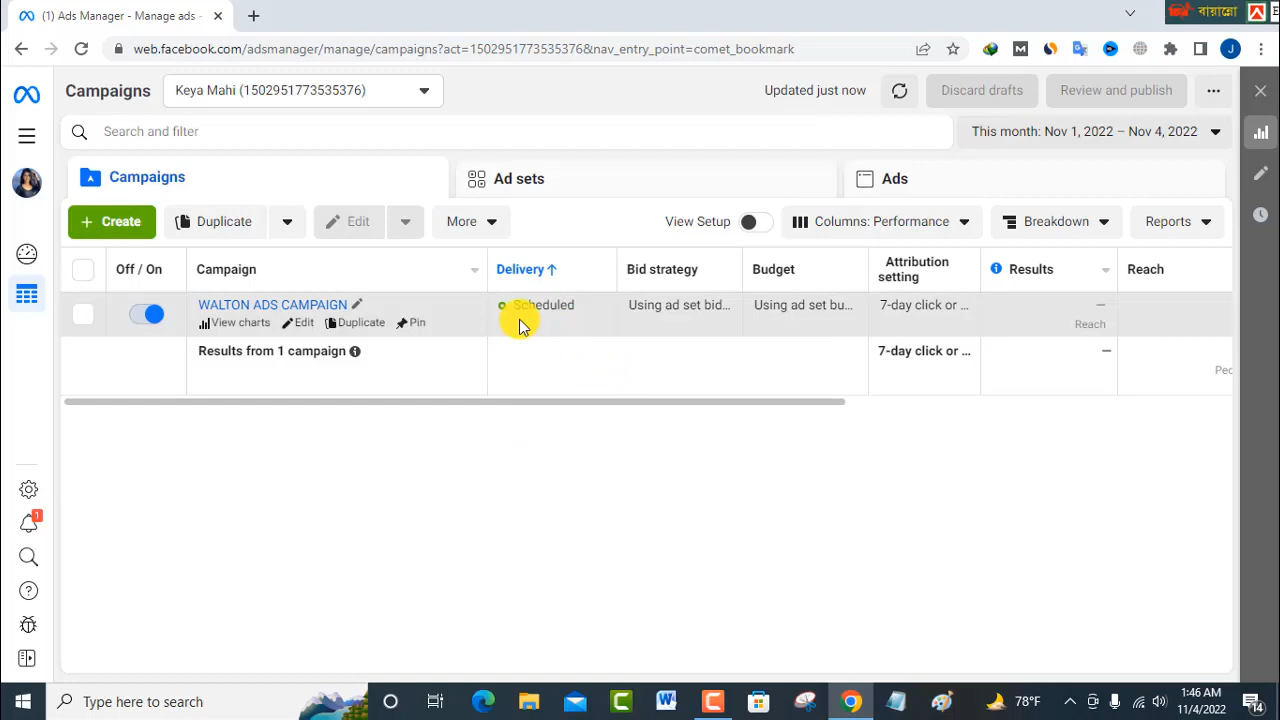 (1) Ads Manager - Manage ads -
বায়ান্নো
E
web.facebook.com/adsmanager/manage/campaigns?act=1502951773535376&nav_entry_point=comet_bookmark
M
J
Campaigns
Keya Mahi (1502951773535376)
Updated just now
Discard drafts
Review and publish
Search and filter
This month: Nov 1, 2022 – Nov 4, 2022
Campaigns
Ad sets
Ads
+ Create
Duplicate
Edit
More
View Setup
Columns: Performance
Breakdown
Reports
Off / On
Campaign
Delivery ↑
Bid strategy
Budget
Attribution setting
Results
Reach
WALTON ADS CAMPAIGN
Scheduled
Using ad set bid...
Using ad set bu...
7-day click or ...
—
View charts
Edit
Duplicate
Pin
Reach
Results from 1 campaign
7-day click or ...
—
Pec
1
Type here to search
78°F
1:46 AM
11/4/2022
14